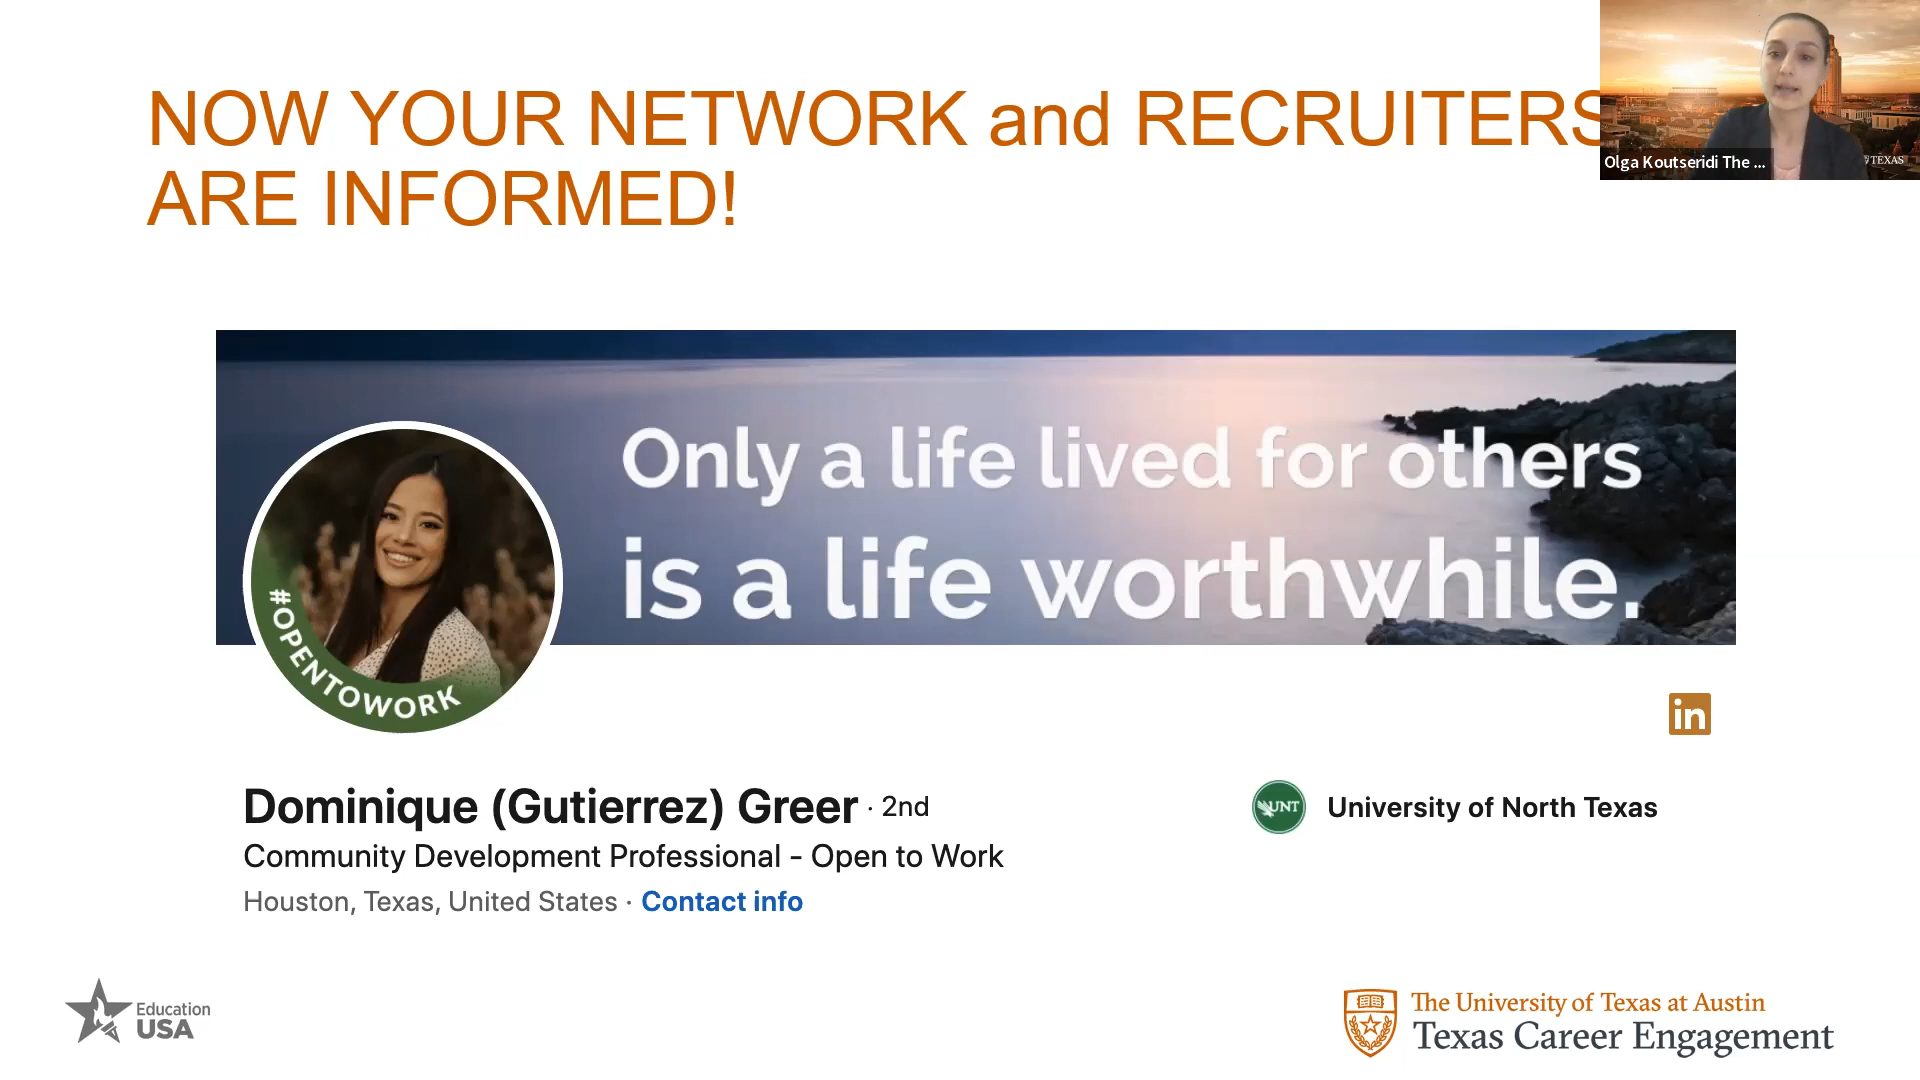 NOW YOUR NETWORK and RECRUITERS
ARE INFORMED!
Olga Koutseridi The ...
TEXAS
Only a life lived for others
is a life worthwhile.
#OPENTOWORK
in
Dominique (Gutierrez) Greer · 2nd
UNT
University of North Texas
Community Development Professional - Open to Work
Houston, Texas, United States · Contact info
Education
USA
The University of Texas at Austin
Texas Career Engagement